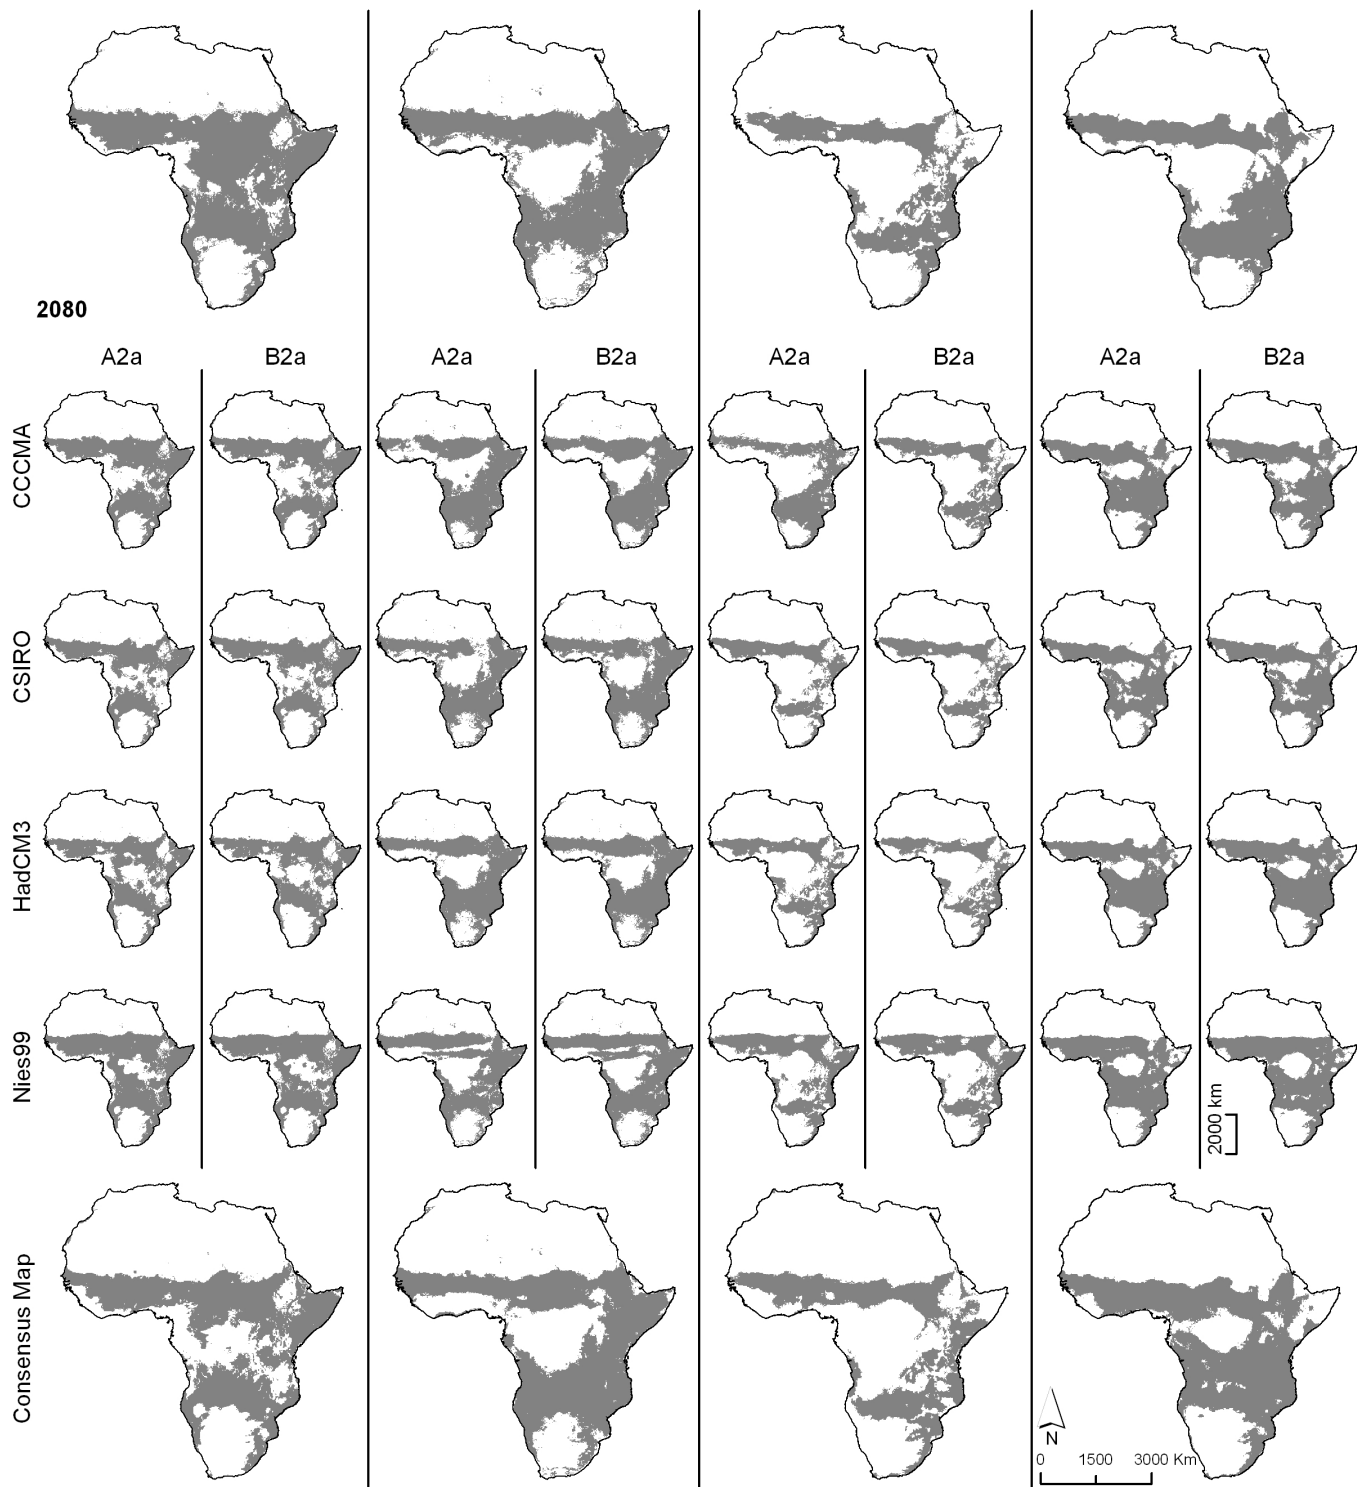 2080
A2a B2a A2a B2a A2a B2a A2a B2a
CCCMA
CSIRO
HadCM3
Nies99
2000 km
Consensus Map
N
0 1500 3000 Km